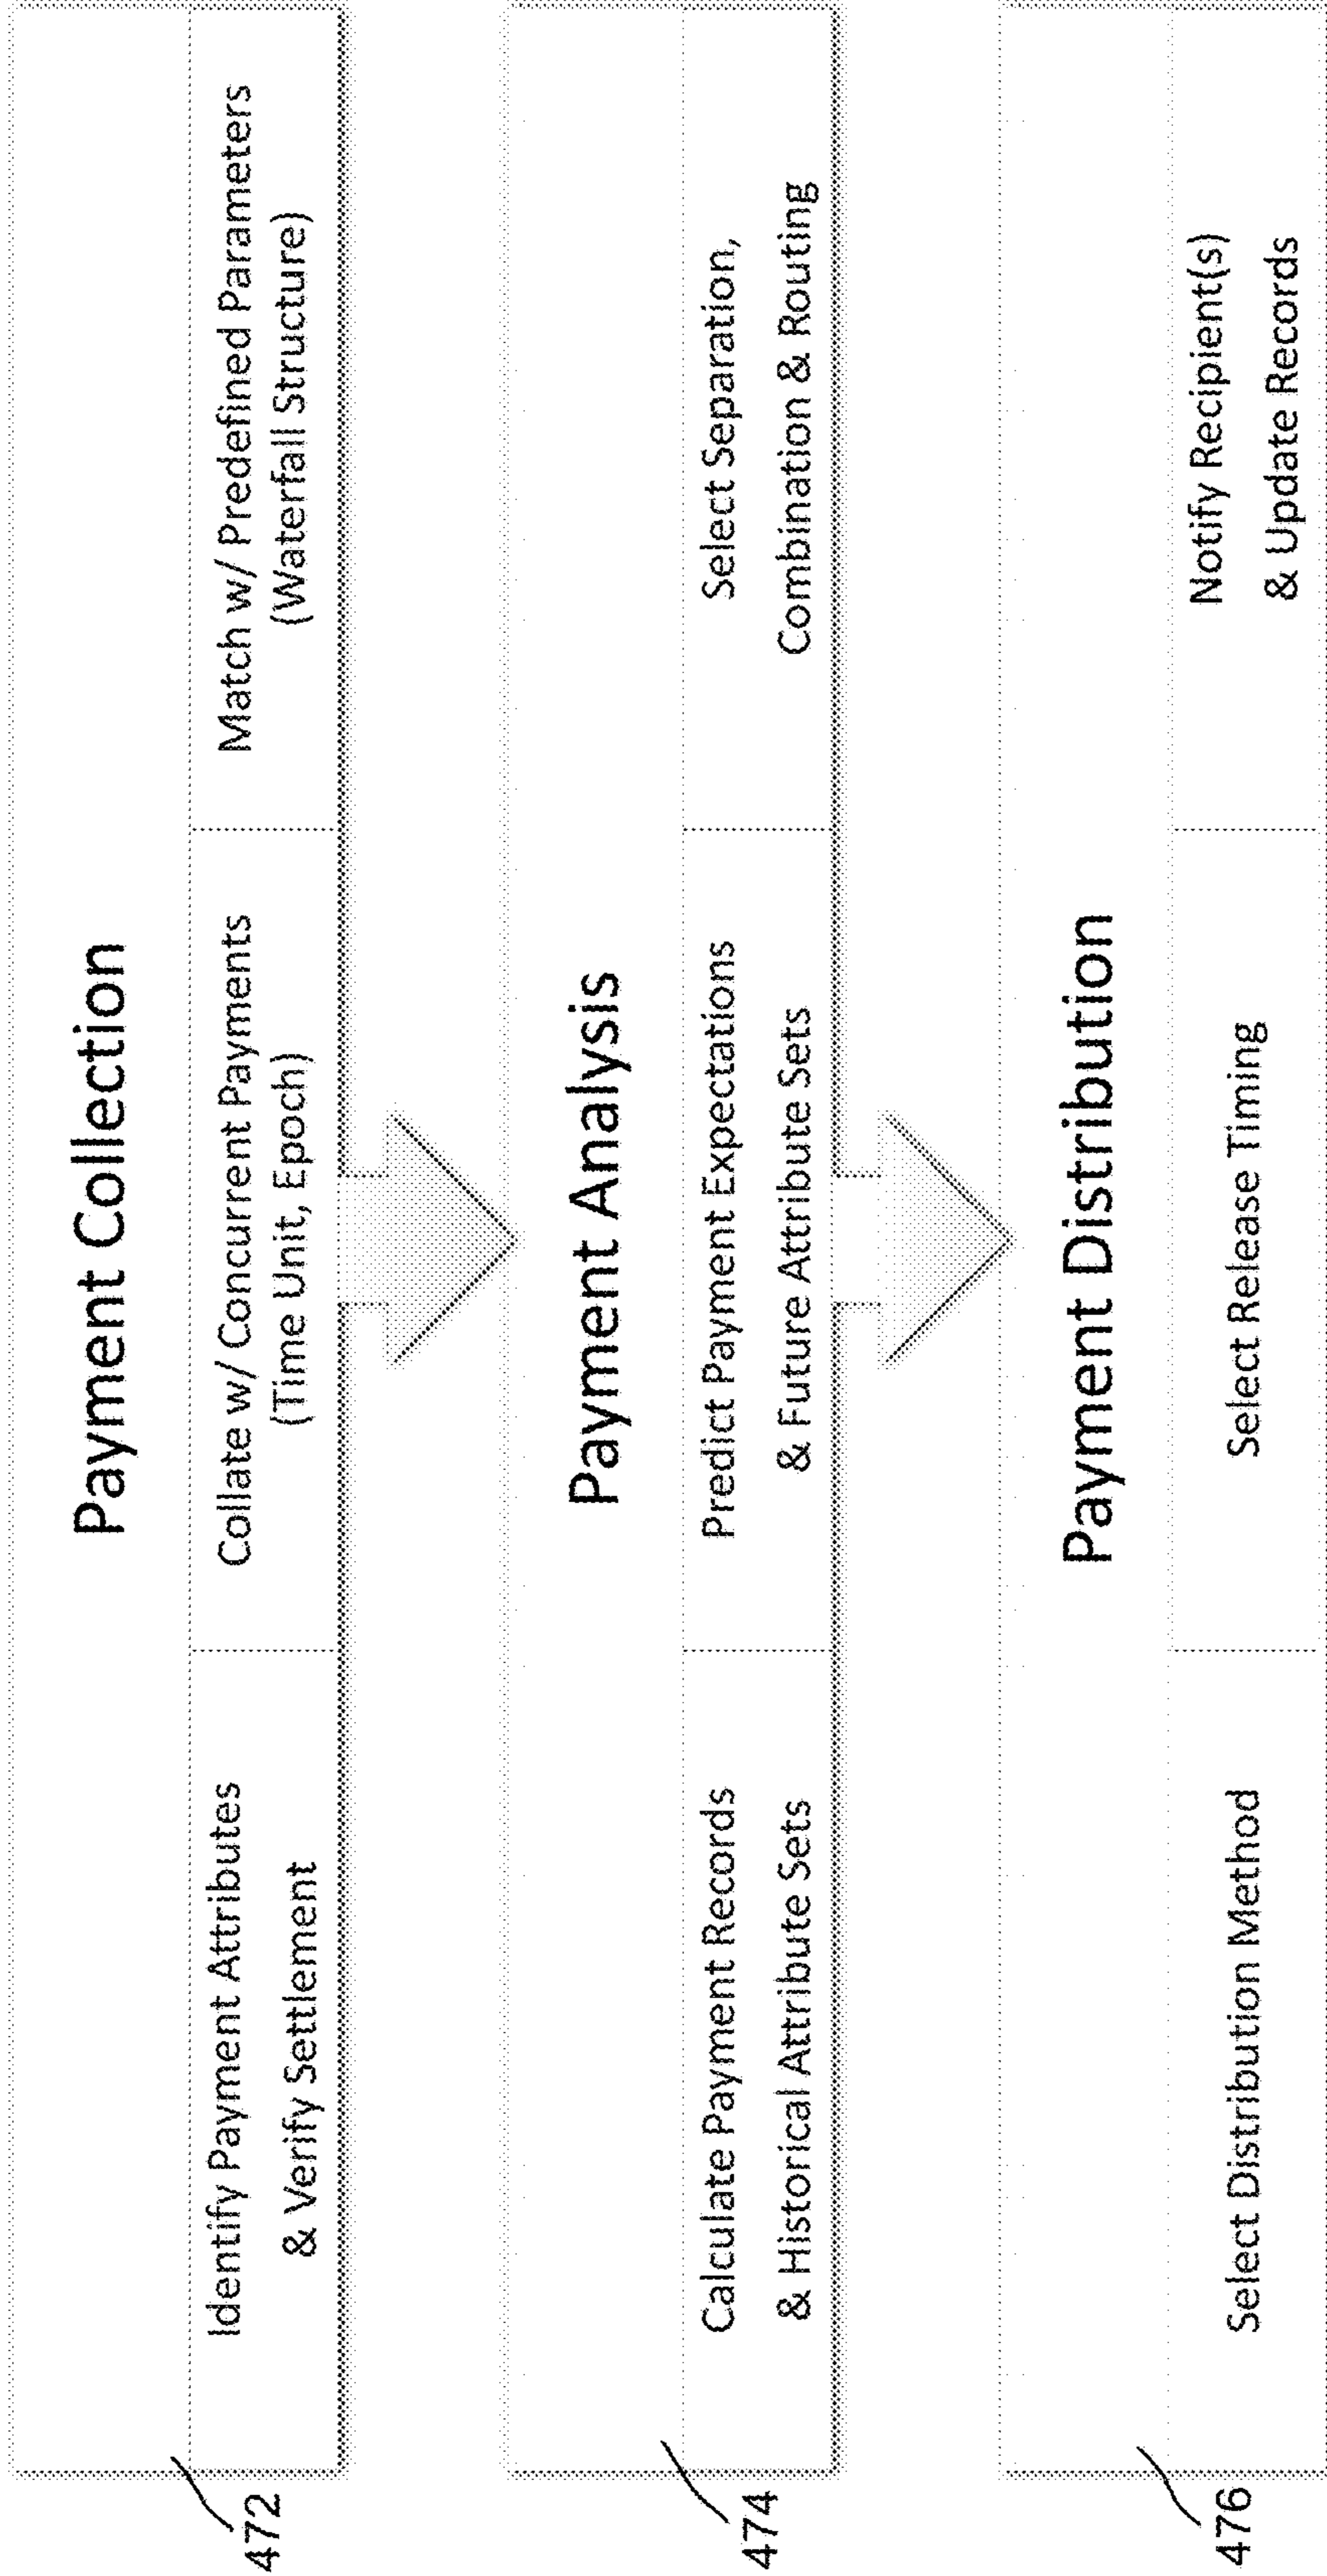 Payment Collection
Identify Payment Attributes
& Verify Settlement
Collate w/ Concurrent Payments
(Time Unit, Epoch)
Match w/ Predefined Parameters
(Waterfall Structure)
472
Payment Analysis
Calculate Payment Records
& Historical Attribute Sets
Predict Payment Expectations
& Future Attribute Sets
Select Separation,
Combination & Routing
474
Payment Distribution
Select Distribution Method
Select Release Timing
Notify Recipient(s)
& Update Records
476